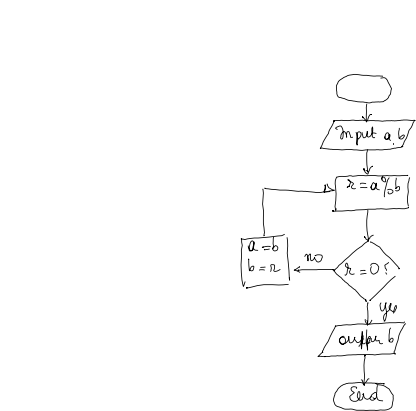 Input a, b
r = a % b
a = b
b = r
no
r = 0 ?
yes
output b
End